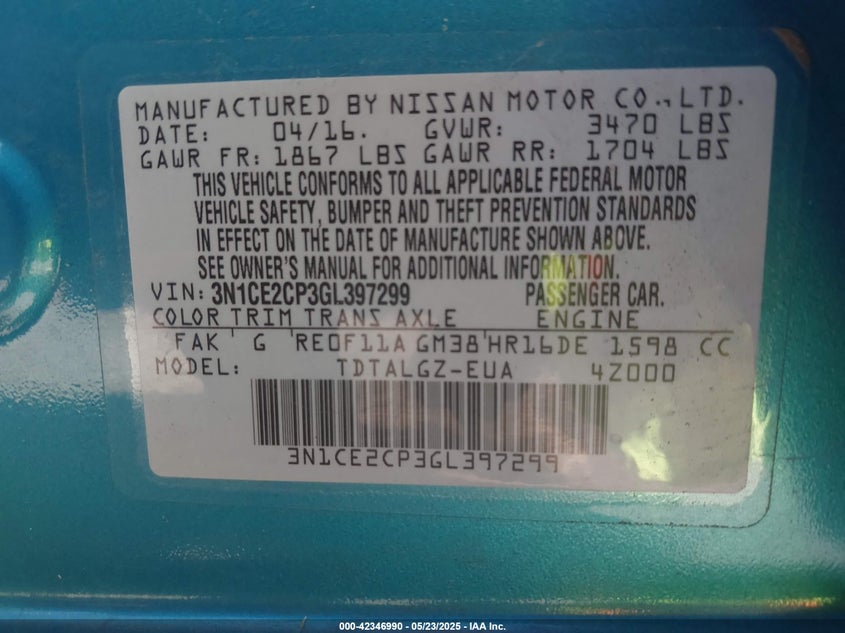 MANUFACTURED BY NISSAN MOTOR CO., LTD.
DATE: 04/16. GVWR: 3470 LBS
GAWR FR: 1867 LBS GAWR RR: 1704 LBS
THIS VEHICLE CONFORMS TO ALL APPLICABLE FEDERAL MOTOR
VEHICLE SAFETY, BUMPER AND THEFT PREVENTION STANDARDS
IN EFFECT ON THE DATE OF MANUFACTURE SHOWN ABOVE.
SEE OWNER'S MANUAL FOR ADDITIONAL INFORMATION.
VIN: 3N1CE2CP3GL397299 PASSENGER CAR.
COLOR TRIM TRANS AXLE ENGINE
FAK G RE0F11A GM38 HR16DE 1598 CC
MODEL: TDTALGZ-EUA 4Z000
3N1CE2CP3GL397299
000-42346990 - 05/23/2025 - IAA Inc.